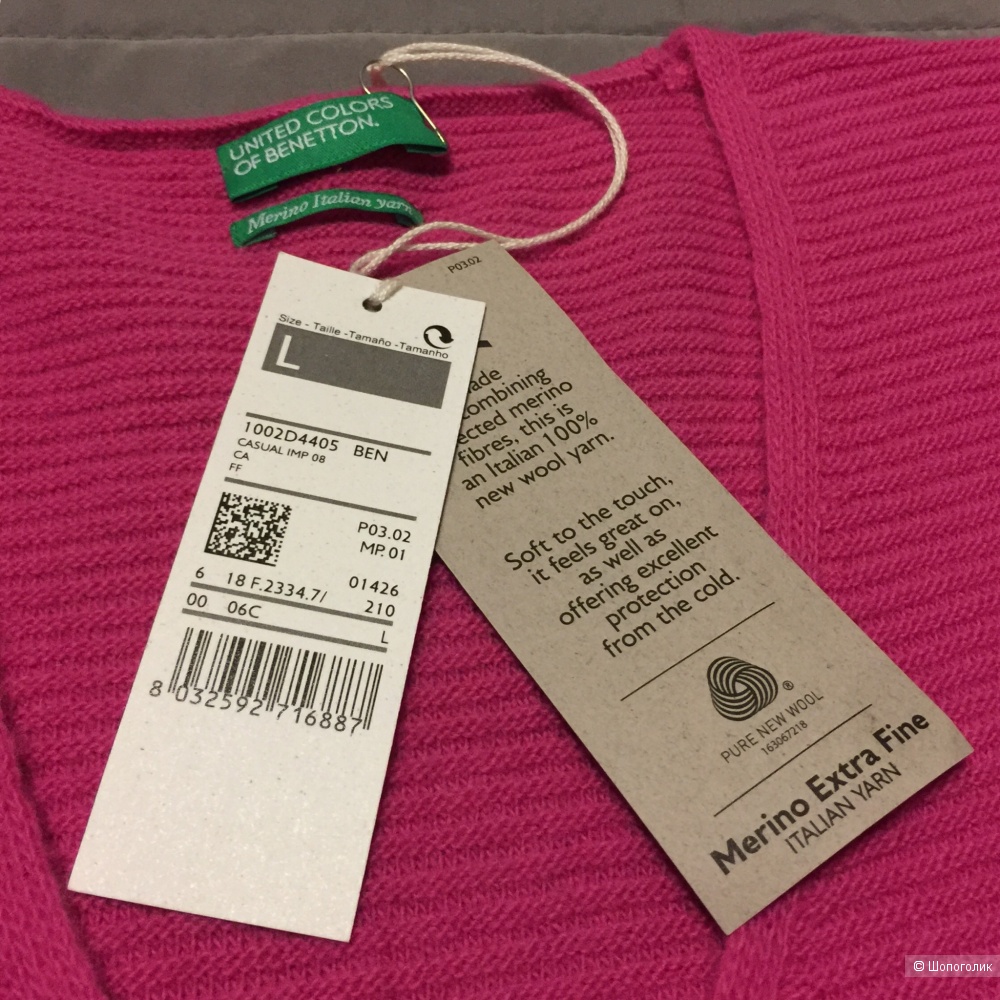 UNITED COLORS
OF BENETTON.
Merino Italian yarn
Size - Taille -Tamaño -Tamanho
L
1002D4405 BEN
CASUAL IMP 08
CA
FF
P03.02
MP. 01
6 18 F.2334.7/ 01426
00 06C 210
L
8 032592 716887
P03.02
combining
merino
fibres, this is
an Italian 100%
new wool yarn.
Soft to the touch,
it feels great on,
as well as
offering excellent
protection
from the cold.
®
PURE NEW WOOL
163067218
Merino Extra Fine
ITALIAN YARN
© Шопоголик